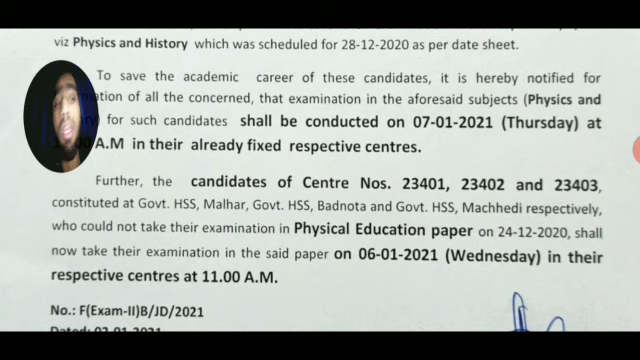 viz Physics and History which was scheduled for 28-12-2020 as per date sheet.
To save the academic career of these candidates, it is hereby notified for
of all the concerned, that examination in the aforesaid subjects (Physics and
for such candidates shall be conducted on 07-01-2021 (Thursday) at
A.M in their already fixed respective centres.
Further, the candidates of Centre Nos. 23401, 23402 and 23403,
constituted at Govt. HSS, Malhar, Govt. HSS, Badnota and Govt. HSS, Machhedi respectively,
who could not take their examination in Physical Education paper on 24-12-2020, shall
now take their examination in the said paper on 06-01-2021 (Wednesday) in their
respective centres at 11.00 A.M.
No.: F(Exam-II)B/JD/2021